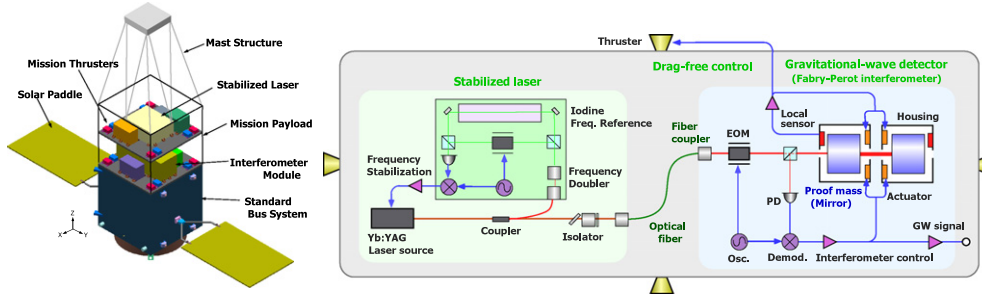 Mast Structure
Mission Thrusters
Stabilized Laser
Solar Paddle
Mission Payload
Interferometer
Module
Standard
Bus System
Z
X
Y
Thruster
Drag-free control
Gravitational-wave detector
(Fabry-Perot interferometer)
Stabilized laser
Iodine
Freq. Reference
Frequency
Stabilization
Frequency
Doubler
Yb:YAG
Laser source
Coupler
Isolator
Fiber
coupler
Optical
fiber
EOM
Local
sensor
Housing
Proof mass
(Mirror)
Actuator
PD
GW signal
Osc.
Demod.
Interferometer control